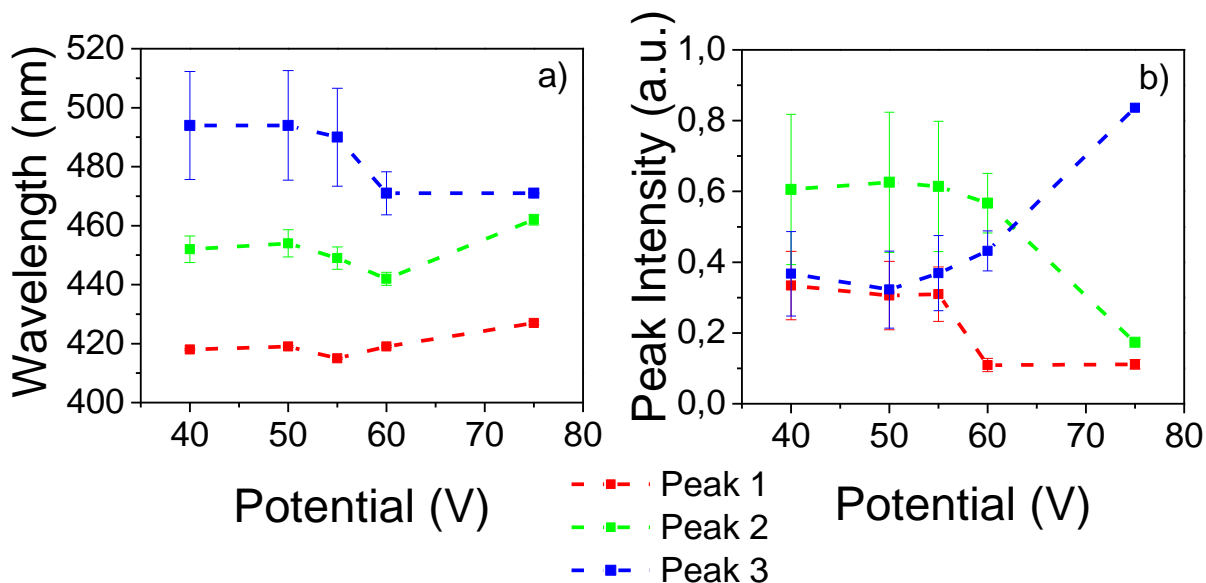 Wavelength (nm)
520
500
480
460
440
420
400
a)
40 50 60 70 80
Potential (V)
Peak Intensity (a.u.)
1,0
0,8
0,6
0,4
0,2
0,0
b)
40 50 60 70 80
Potential (V)
Peak 1
Peak 2
Peak 3